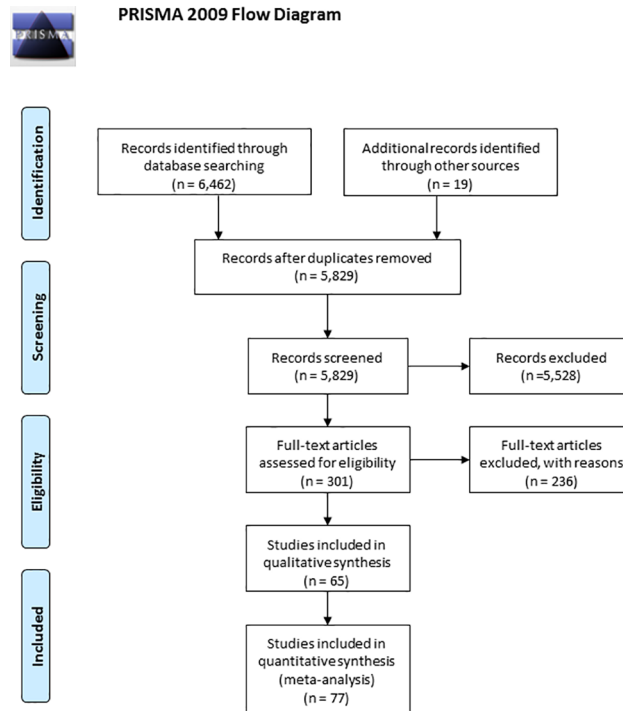 PRISMA
PRISMA 2009 Flow Diagram
Identification
Records identified through
database searching
(n = 6,462)
Additional records identified
through other sources
(n = 19)
Records after duplicates removed
(n = 5,829)
Screening
Records screened
(n = 5,829)
Records excluded
(n =5,528)
Eligibility
Full-text articles
assessed for eligibility
(n = 301)
Full-text articles
excluded, with reasons
(n = 236)
Studies included in
qualitative synthesis
(n = 65)
Included
Studies included in
quantitative synthesis
(meta-analysis)
(n = 77)